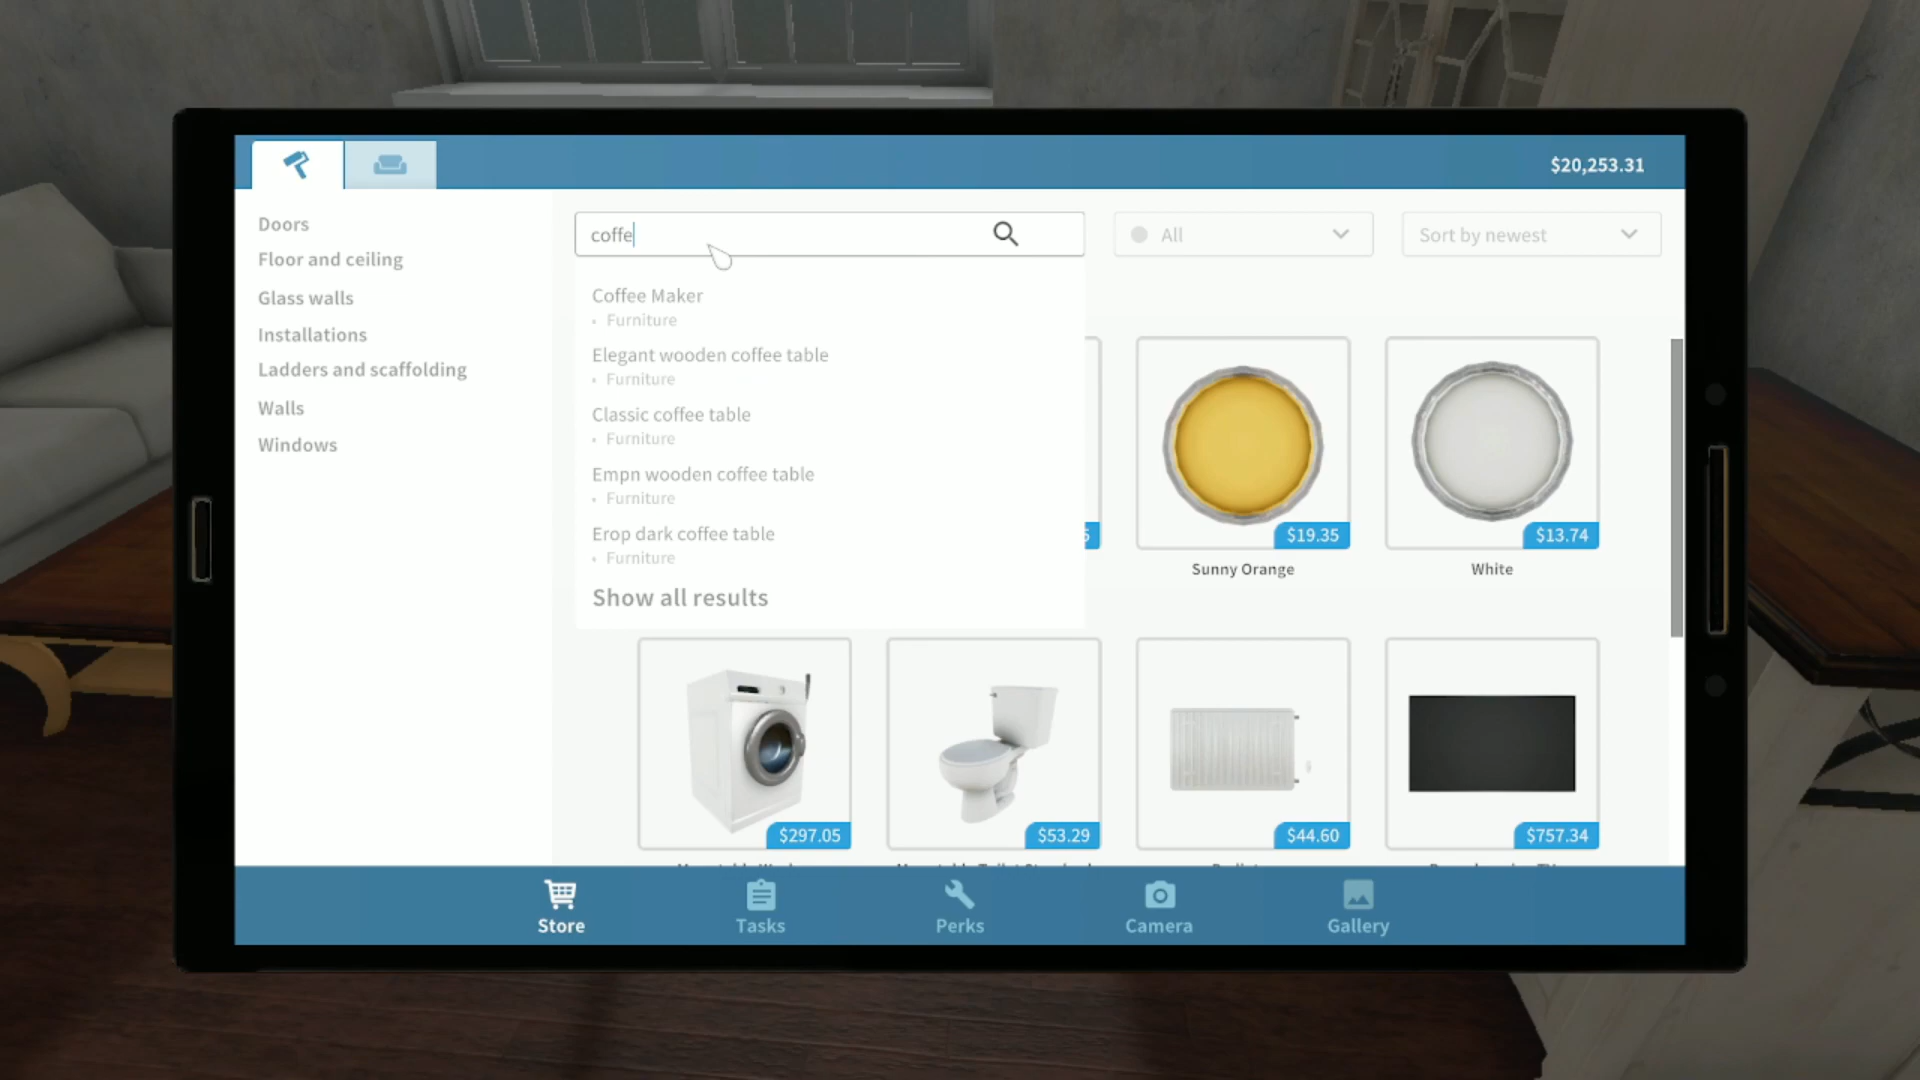 $20,253.31
Doors
Floor and ceiling
Glass walls
Installations
Ladders and scaffolding
Walls
Windows
coffe
All
Sort by newest
Coffee Maker
• Furniture
Elegant wooden coffee table
• Furniture
Classic coffee table
• Furniture
Empn wooden coffee table
• Furniture
Erop dark coffee table
• Furniture
Show all results
$19.35
$13.74
Sunny Orange
White
$297.05
$53.29
$44.60
$757.34
Store
Tasks
Perks
Camera
Gallery